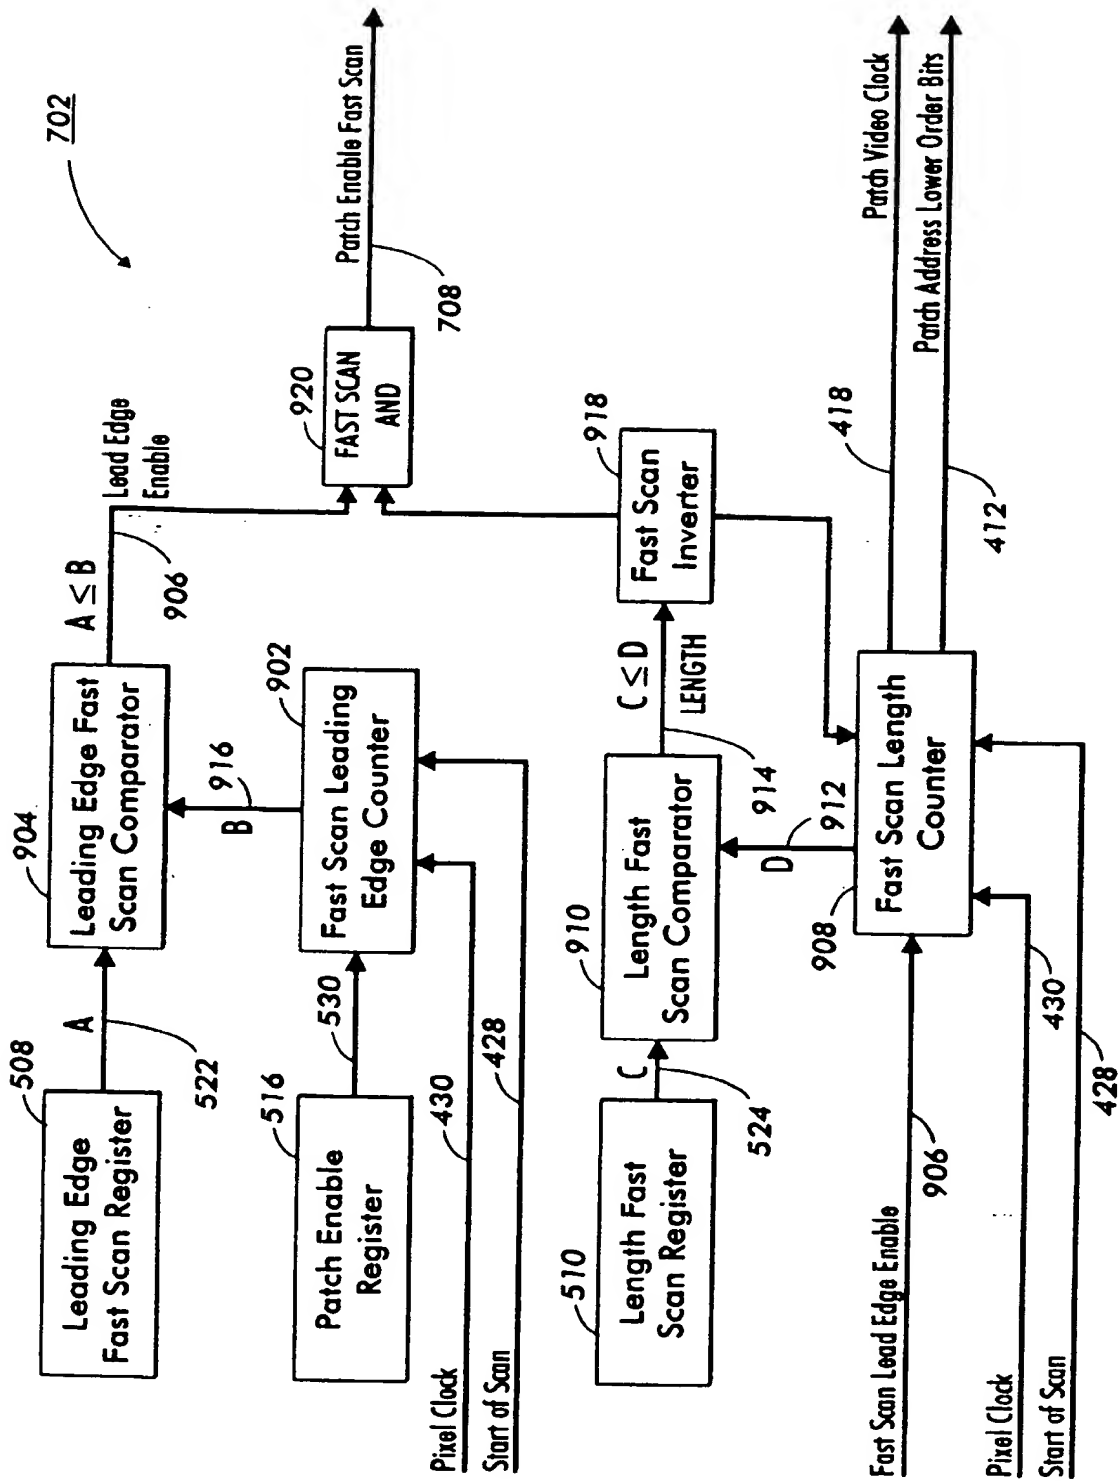 702
508
Leading Edge
Fast Scan Register
A
522
904
Leading Edge Fast
Scan Comparator
A ≤ B
906
Lead Edge
Enable
B
916
516
Patch Enable
Register
530
902
Fast Scan Leading
Edge Counter
920
FAST SCAN
AND
Patch Enable Fast Scan
708
Pixel Clock
430
Start of Scan
428
510
Length Fast
Scan Register
C
524
910
Length Fast
Scan Comparator
C ≤ D
LENGTH
914
918
Fast Scan
Inverter
D
912
Fast Scan Lead Edge Enable
906
908
Fast Scan Length
Counter
418
Patch Video Clock
412
Patch Address Lower Order Bits
Pixel Clock
430
Start of Scan
428